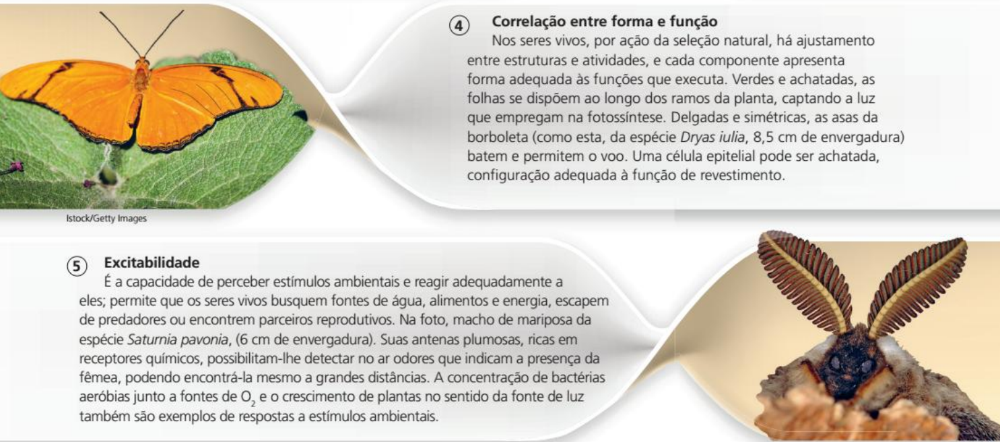 4 Correlação entre forma e função
Nos seres vivos, por ação da seleção natural, há ajustamento
entre estruturas e atividades, e cada componente apresenta
forma adequada às funções que executa. Verdes e achatadas, as
folhas se dispõem ao longo dos ramos da planta, captando a luz
que empregam na fotossíntese. Delgadas e simétricas, as asas da
borboleta (como esta, da espécie Dryas iulia, 8,5 cm de envergadura)
batem e permitem o voo. Uma célula epitelial pode ser achatada,
configuração adequada à função de revestimento.
Istock/Getty Images
5 Excitabilidade
É a capacidade de perceber estímulos ambientais e reagir adequadamente a
eles; permite que os seres vivos busquem fontes de água, alimentos e energia, escapem
de predadores ou encontrem parceiros reprodutivos. Na foto, macho de mariposa da
espécie Saturnia pavonia, (6 cm de envergadura). Suas antenas plumosas, ricas em
receptores químicos, possibilitam-lhe detectar no ar odores que indicam a presença da
fêmea, podendo encontrá-la mesmo a grandes distâncias. A concentração de bactérias
aeróbias junto a fontes de O₂ e o crescimento de plantas no sentido da fonte de luz
também são exemplos de respostas a estímulos ambientais.